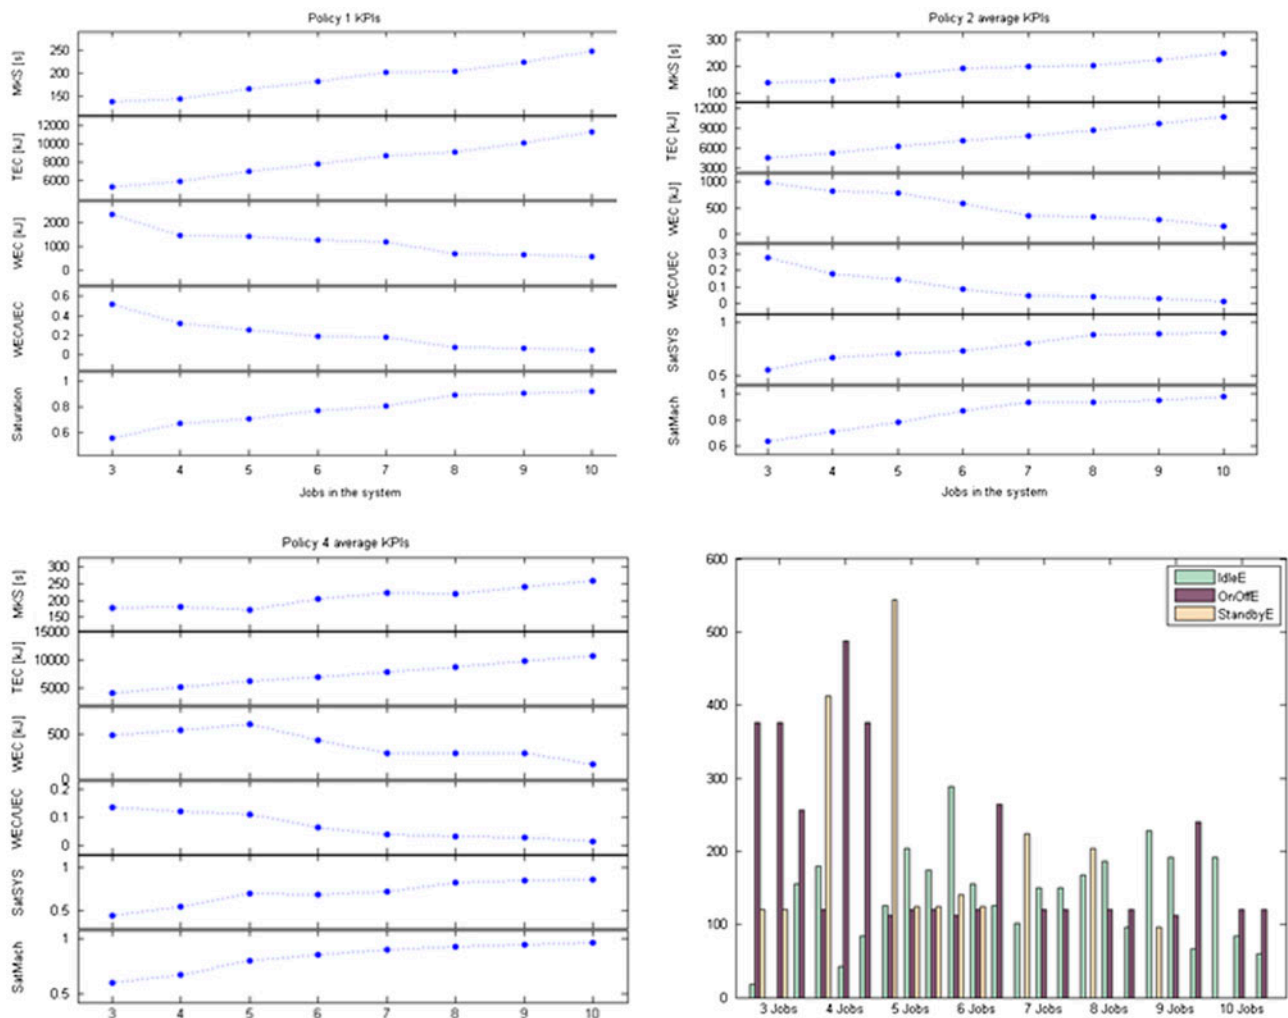 Policy 1 KPIs
MKS [s]
250
200
150
TEC [kJ]
12000
10000
8000
6000
WEC [kJ]
2000
1000
0
WEC/UEC
0.6
0.4
0.2
0
Saturation
1
0.8
0.6
3 4 5 6 7 8 9 10
Jobs in the system
Policy 2 average KPIs
MKS [s]
300
200
100
TEC [kJ]
12000
9000
6000
3000
WEC [kJ]
1000
500
0
WEC/UEC
0.3
0.2
0.1
0
SatSYS
1
0.5
SatMach
1
0.8
0.6
3 4 5 6 7 8 9 10
Jobs in the system
Policy 4 average KPIs
MKS [s]
300
250
200
150
TEC [kJ]
15000
10000
5000
WEC [kJ]
500
0
WEC/UEC
0.2
0.1
0
SatSYS
1
0.5
SatMach
1
0.5
3 4 5 6 7 8 9 10
600
500
400
300
200
100
0
IdleE
OnOffE
StandbyE
3 Jobs 4 Jobs 5 Jobs 6 Jobs 7 Jobs 8 Jobs 9 Jobs 10 Jobs